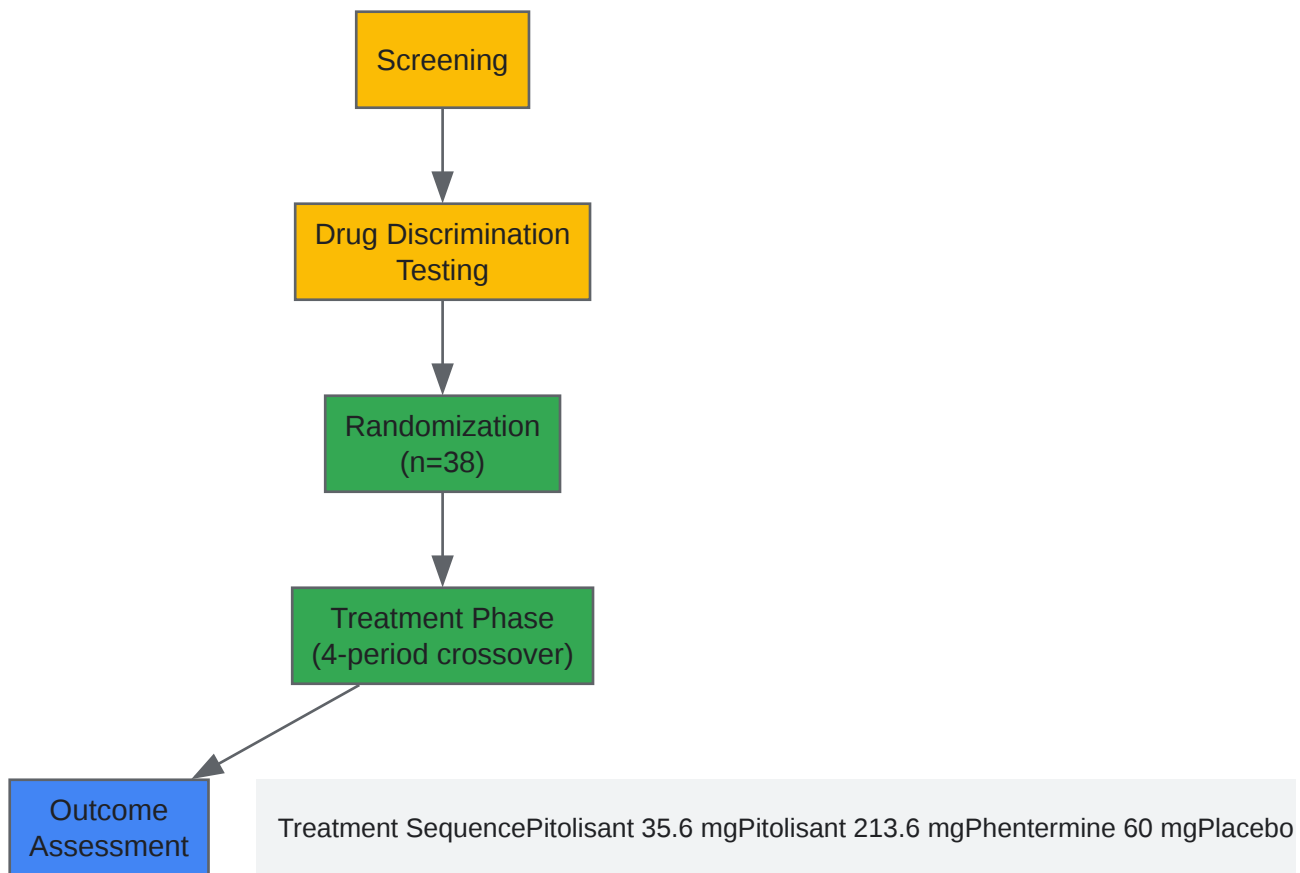 Screening
Drug Discrimination
Testing
Randomization
(n=38)
Treatment Phase
(4-period crossover)
Outcome
Assessment
Treatment SequencePitolisant 35.6 mgPitolisant 213.6 mgPhentermine 60 mgPlacebo